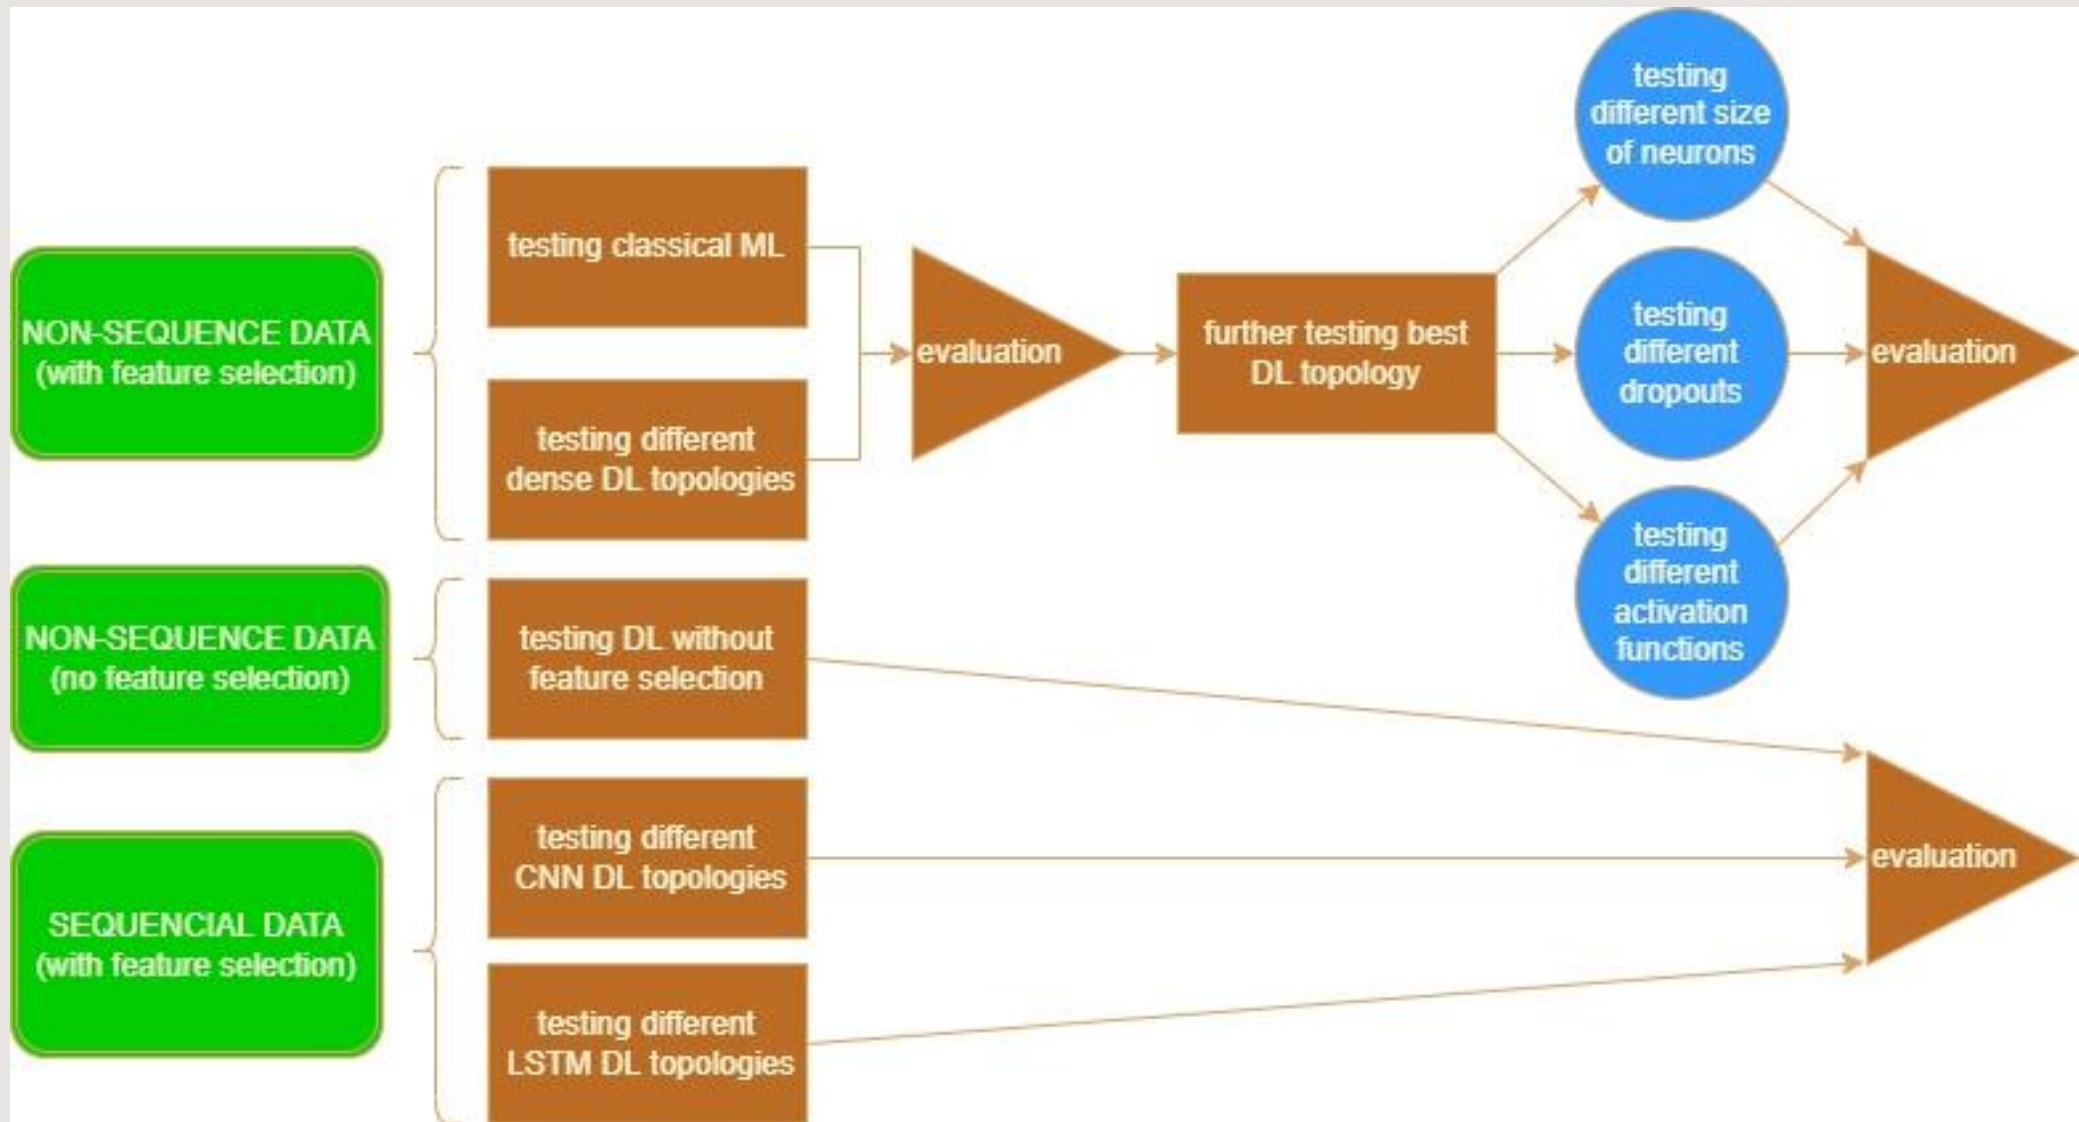 NON-SEQUENCE DATA
(with feature selection)
testing classical ML
testing different
dense DL topologies
evaluation
further testing best
DL topology
testing
different size
of neurons
testing
different
dropouts
testing
different
activation
functions
evaluation
NON-SEQUENCE DATA
(no feature selection)
testing DL without
feature selection
SEQUENCIAL DATA
(with feature selection)
testing different
CNN DL topologies
testing different
LSTM DL topologies
evaluation